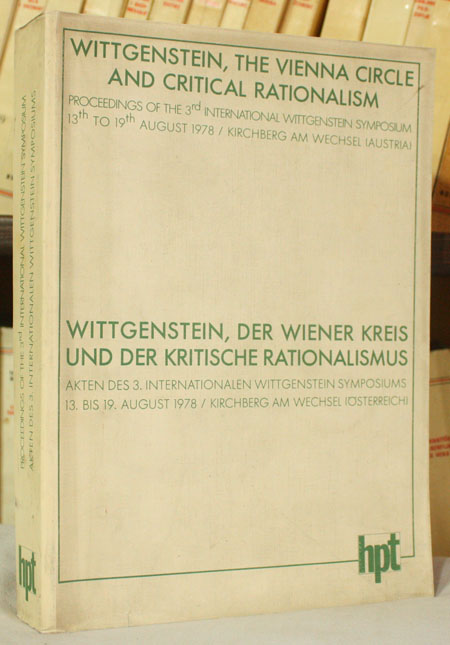 WITTGENSTEIN, THE VIENNA CIRCLE
AND CRITICAL RATIONALISM
PROCEEDINGS OF THE 3rd INTERNATIONAL WITTGENSTEIN SYMPOSIUM
13th TO 19th AUGUST 1978 / KIRCHBERG AM WECHSEL (AUSTRIA)
WITTGENSTEIN, DER WIENER KREIS
UND DER KRITISCHE RATIONALISMUS
AKTEN DES 3. INTERNATIONALEN WITTGENSTEIN SYMPOSIUMS
13. BIS 19. AUGUST 1978 / KIRCHBERG AM WECHSEL (ÖSTERREICH)
hpt
PROCEEDINGS OF THE 3rd INTERNATIONAL WITTGENSTEIN SYMPOSIUM
AKTEN DES 3. INTERNATIONALEN WITTGENSTEIN SYMPOSIUMS
hpt